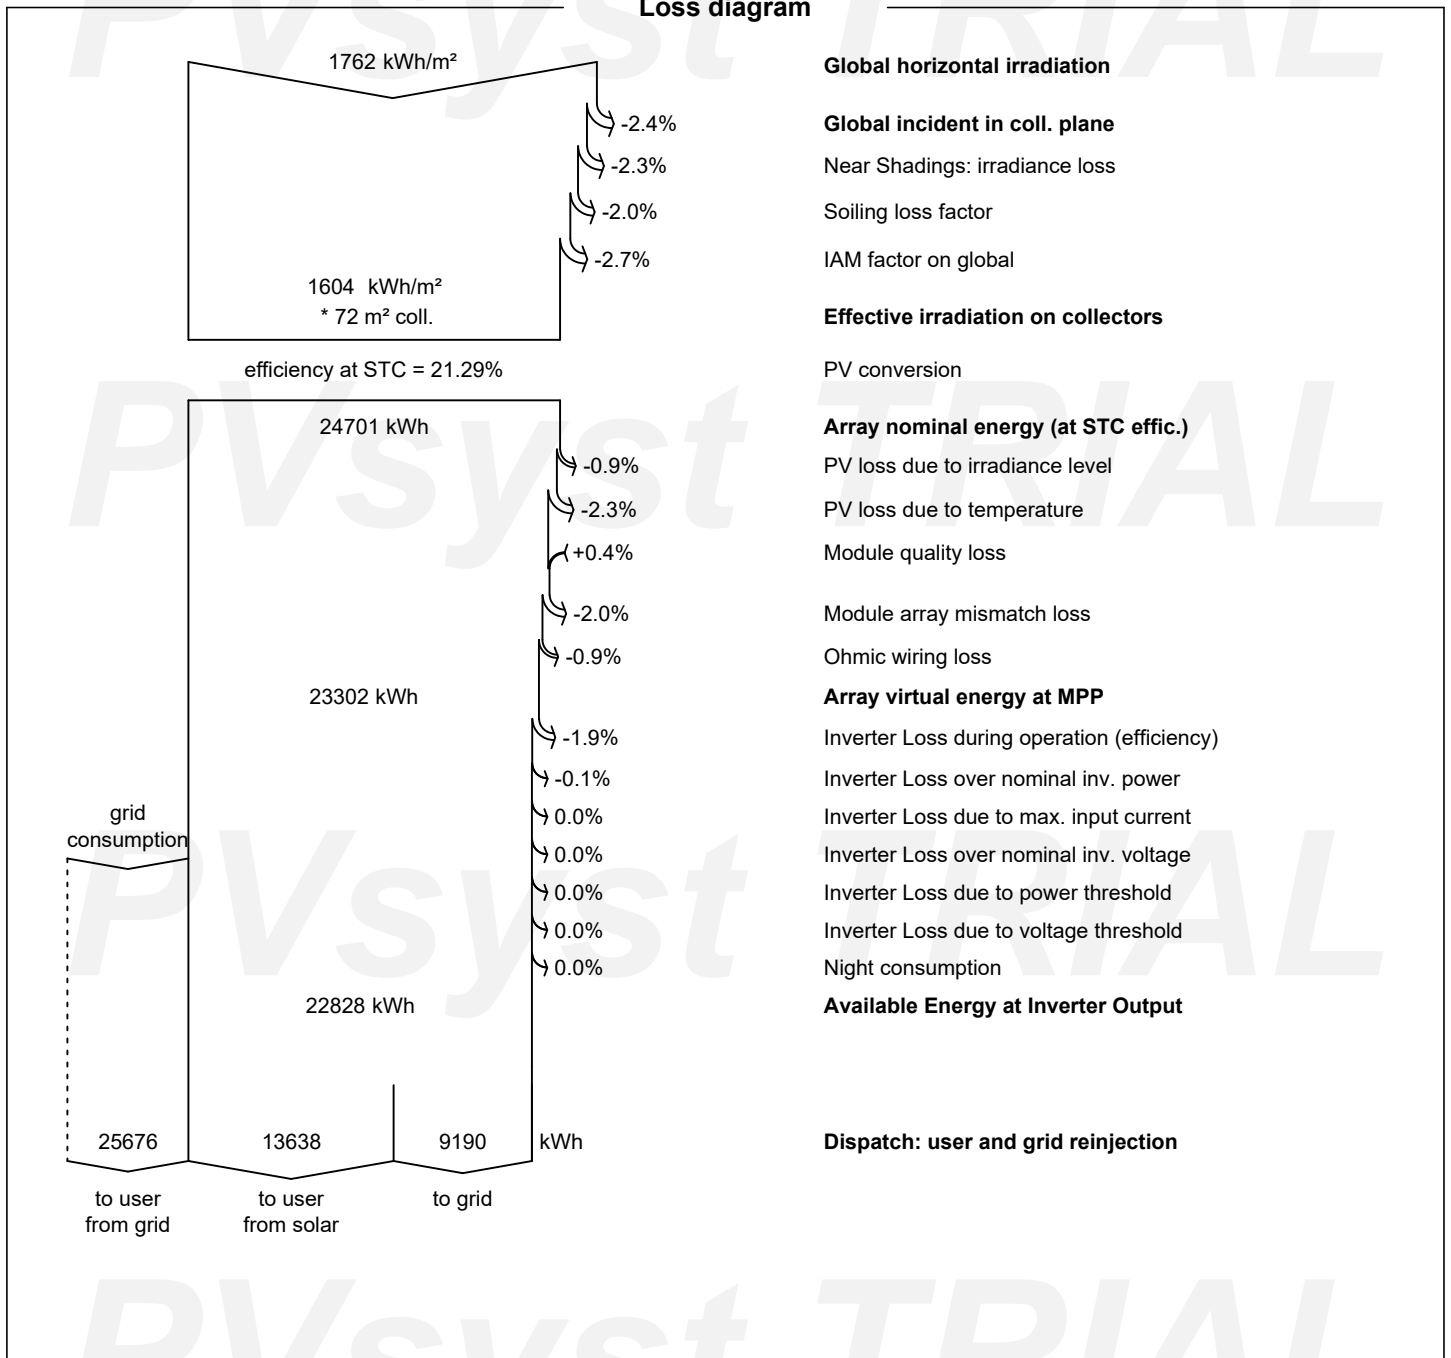 Loss diagram
1762 kWh/m²
Global horizontal irradiation
-2.4%
Global incident in coll. plane
-2.3%
Near Shadings: irradiance loss
-2.0%
Soiling loss factor
-2.7%
IAM factor on global
1604 kWh/m²
* 72 m² coll.
Effective irradiation on collectors
efficiency at STC = 21.29%
PV conversion
24701 kWh
Array nominal energy (at STC effic.)
-0.9%
PV loss due to irradiance level
-2.3%
PV loss due to temperature
+0.4%
Module quality loss
-2.0%
Module array mismatch loss
-0.9%
Ohmic wiring loss
23302 kWh
Array virtual energy at MPP
-1.9%
Inverter Loss during operation (efficiency)
-0.1%
Inverter Loss over nominal inv. power
0.0%
Inverter Loss due to max. input current
grid
consumption
0.0%
Inverter Loss over nominal inv. voltage
0.0%
Inverter Loss due to power threshold
0.0%
Inverter Loss due to voltage threshold
0.0%
Night consumption
22828 kWh
Available Energy at Inverter Output
25676
13638
9190
kWh
Dispatch: user and grid reinjection
to user
from grid
to user
from solar
to grid
PVsyst TRIAL
PVsyst TRIAL
PVsyst TRIAL
PVsyst TRIAL